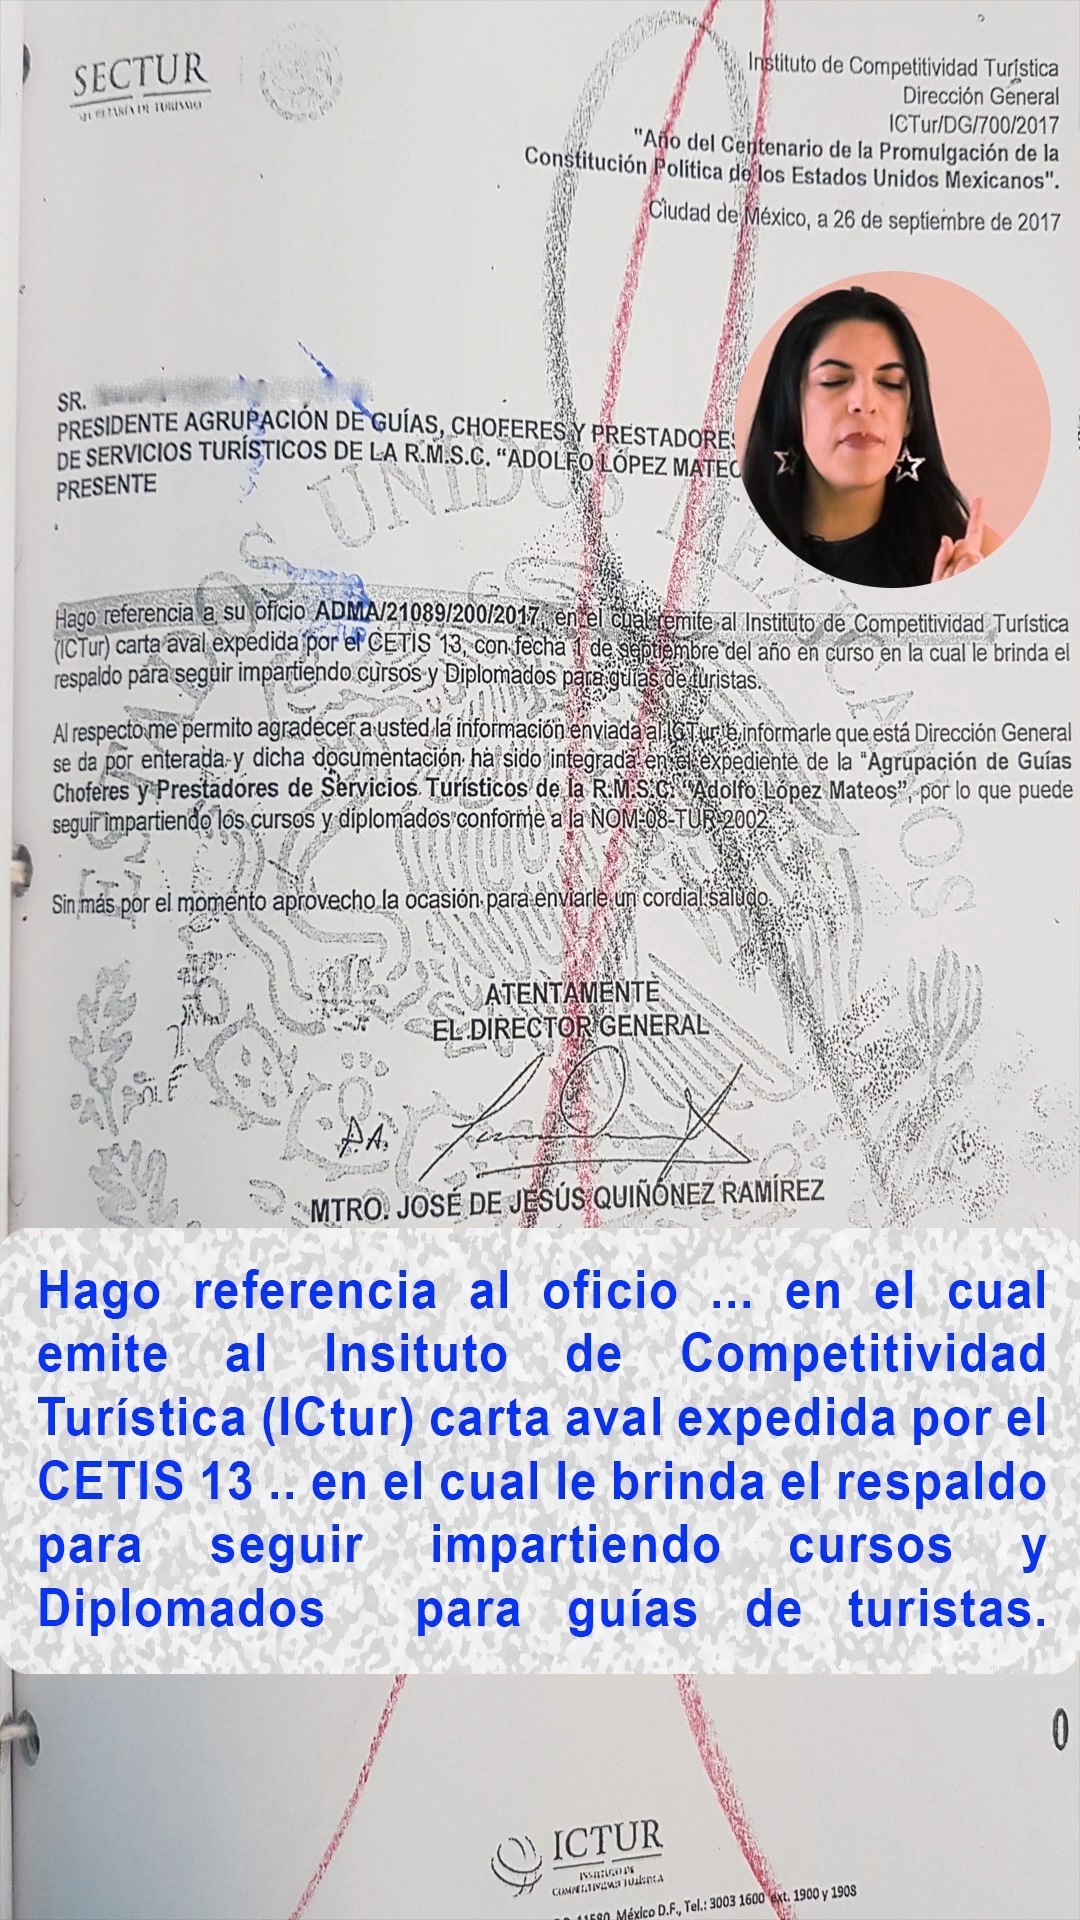 SECTUR
SECRETARÍA DE TURISMO
Instituto de Competitividad Turística
Dirección General
ICTur/DG/700/2017
"Año del Centenario de la Promulgación de la
Constitución Política de los Estados Unidos Mexicanos".
Ciudad de México, a 26 de septiembre de 2017
SR.
PRESIDENTE AGRUPACIÓN DE GUÍAS, CHOFERES Y PRESTADORES
DE SERVICIOS TURÍSTICOS DE LA R.M.S.C. “ADOLFO LÓPEZ MATEO
PRESENTE
Hago referencia a su oficio ADMA/21089/200/2017, en el cual remite al Instituto de Competitividad Turística
(ICTur) carta aval expedida por el CETIS 13, con fecha 1 de septiembre del año en curso en la cual le brinda el
respaldo para seguir impartiendo cursos y Diplomados para guías de turistas.
Al respecto me permito agradecer a usted la información enviada al ICTur e informarle que está Dirección General
se da por enterada y dicha documentación ha sido integrada en el expediente de la “Agrupación de Guías
Choferes y Prestadores de Servicios Turísticos de la R.M.S.C. “Adolfo López Mateos”, por lo que puede
seguir impartiendo los cursos y diplomados conforme a la NOM-08-TUR-2002.
Sin más por el momento aprovecho la ocasión para enviarle un cordial saludo.
ATENTAMENTE
EL DIRECTOR GENERAL
P.A.
MTRO. JOSÉ DE JESÚS QUIÑÓNEZ RAMÍREZ
Hago referencia al oficio ... en el cual
emite al Insituto de Competitividad
Turística (ICtur) carta aval expedida por el
CETIS 13 .. en el cual le brinda el respaldo
para seguir impartiendo cursos y
Diplomados para guías de turistas.
0
ICTUR
INSTITUTO DE
COMPETITIVIDAD TURÍSTICA
11580, México D.F., Tel.: 3003 1600 ext. 1900 y 1908